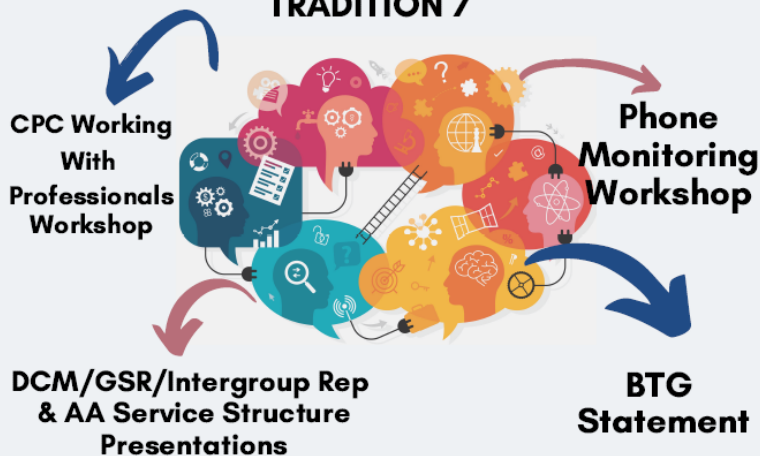 TRADITION 7
CPC Working
With
Professionals
Workshop
Phone
Monitoring
Workshop
DCM/GSR/Intergroup Rep
& AA Service Structure
Presentations
BTG
Statement